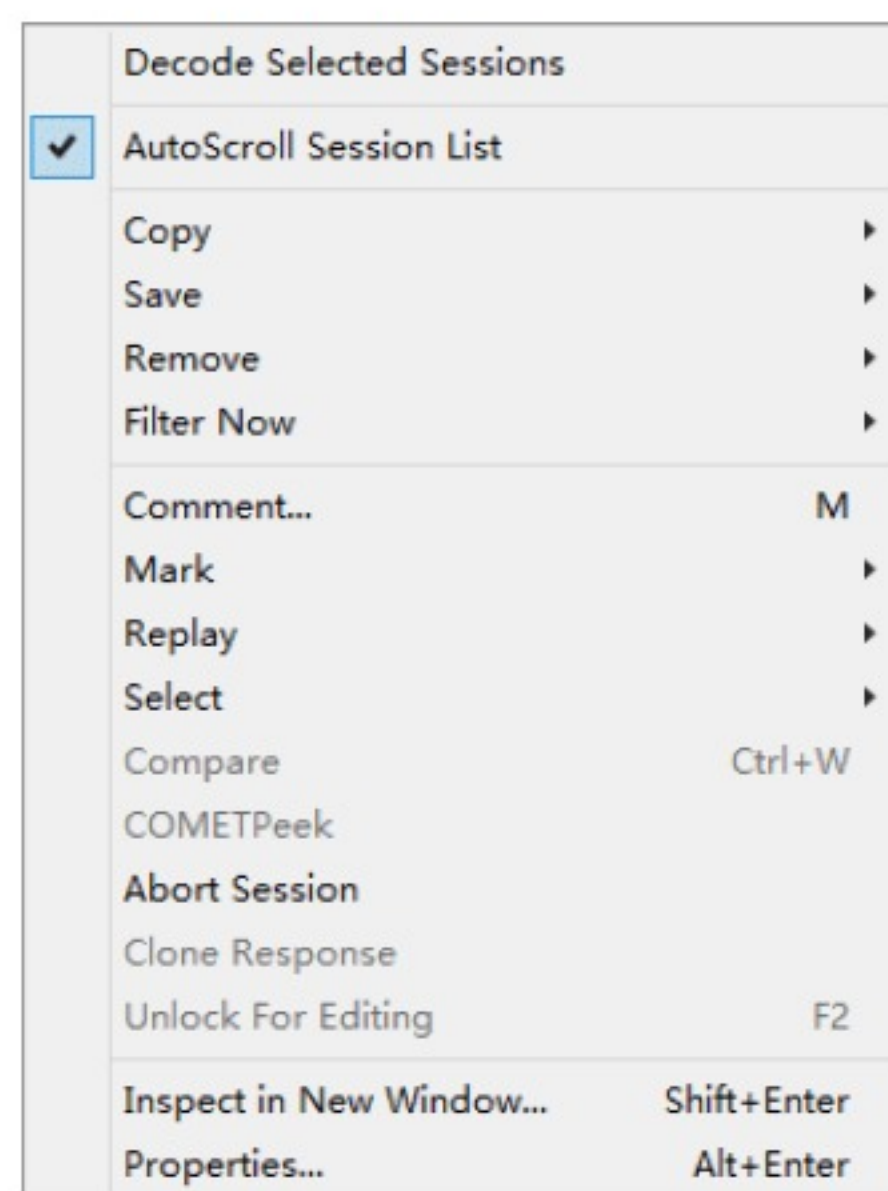 Decode Selected Sessions
AutoScroll Session List
Copy
Save
Remove
Filter Now
Comment... M
Mark
Replay
Select
Compare Ctrl+W
COMETPeek
Abort Session
Clone Response
Unlock For Editing F2
Inspect in New Window... Shift+Enter
Properties... Alt+Enter